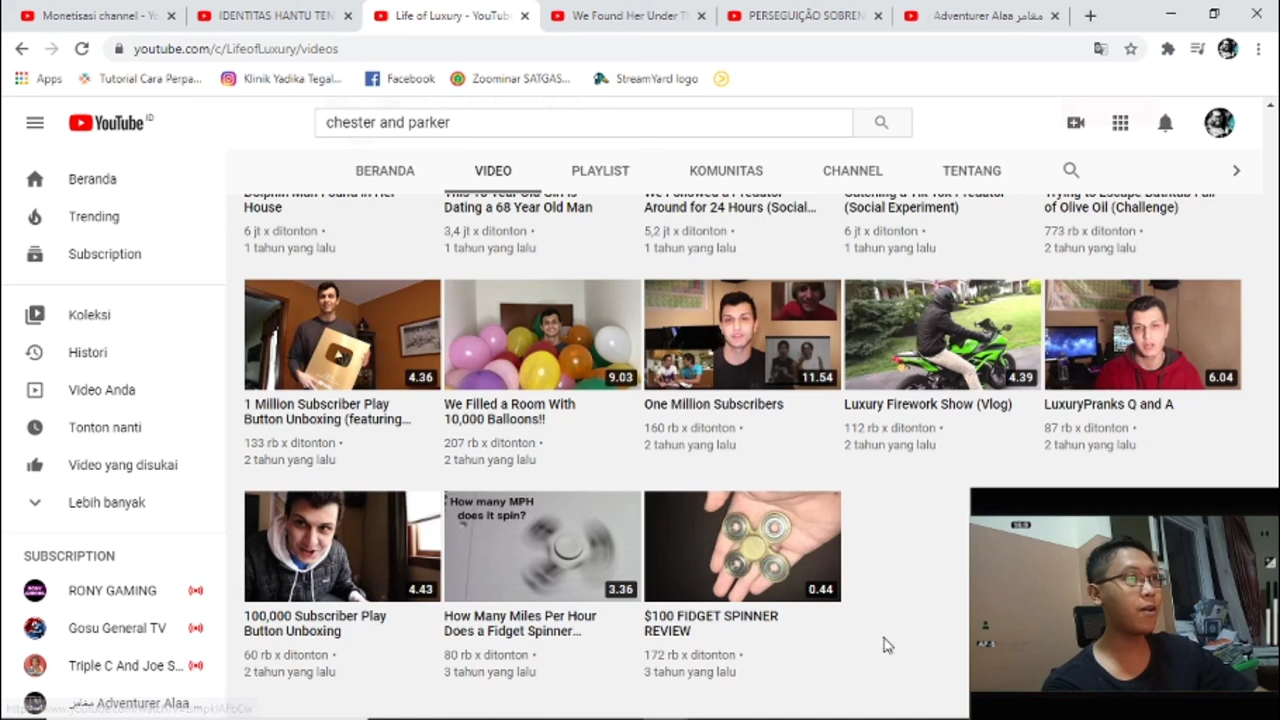 Monetisasi channel - Yo
IDENTITAS HANTU TEN
Life of Luxury - YouTube
We Found Her Under Th
PERSEGUIÇÃO SOBREN
Adventurer Alaa مغامر
youtube.com/c/LifeofLuxury/videos
Apps
Tutorial Cara Perpa...
Klinik Yadika Tegal...
Facebook
Zoominar SATGAS...
StreamYard logo
YouTube ID
chester and parker
BERANDA
VIDEO
PLAYLIST
KOMUNITAS
CHANNEL
TENTANG
Beranda
Trending
Subscription
Koleksi
Histori
Video Anda
Tonton nanti
Video yang disukai
Lebih banyak
SUBSCRIPTION
RONY GAMING
Gosu General TV
Triple C And Joe S...
مغامر Adventurer Alaa
House
6 jt x ditonton •
1 tahun yang lalu
Dating a 68 Year Old Man
3,4 jt x ditonton •
1 tahun yang lalu
We Followed a Predator
Around for 24 Hours (Social...
5,2 jt x ditonton •
1 tahun yang lalu
(Social Experiment)
6 jt x ditonton •
1 tahun yang lalu
of Olive Oil (Challenge)
773 rb x ditonton •
2 tahun yang lalu
4.36
1 Million Subscriber Play
Button Unboxing (featuring...
133 rb x ditonton •
2 tahun yang lalu
9.03
We Filled a Room With
10,000 Balloons!!
207 rb x ditonton •
2 tahun yang lalu
11.54
One Million Subscribers
160 rb x ditonton •
2 tahun yang lalu
4.39
Luxury Firework Show (Vlog)
112 rb x ditonton •
2 tahun yang lalu
6.04
LuxuryPranks Q and A
87 rb x ditonton •
2 tahun yang lalu
4.43
100,000 Subscriber Play
Button Unboxing
60 rb x ditonton •
2 tahun yang lalu
How many MPH
does it spin?
3.36
How Many Miles Per Hour
Does a Fidget Spinner...
80 rb x ditonton •
3 tahun yang lalu
0.44
$100 FIDGET SPINNER
REVIEW
172 rb x ditonton •
3 tahun yang lalu